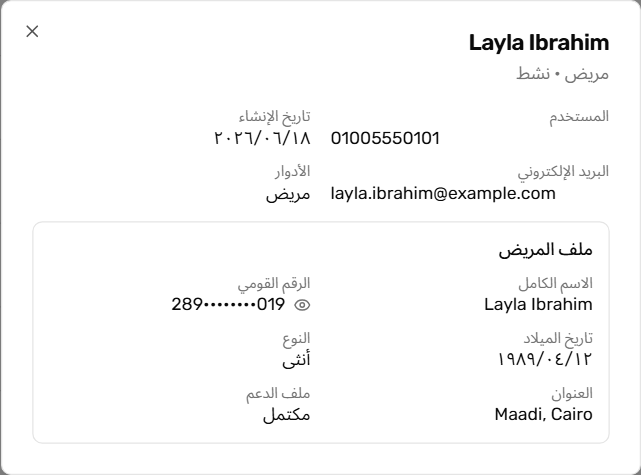 Layla Ibrahim
مريض • نشط
المستخدم
01005550101
تاريخ الإنشاء
٢٠٢٦/٠٦/١٨
البريد الإلكتروني
layla.ibrahim@example.com
الأدوار
مريض
ملف المريض
الاسم الكامل
Layla Ibrahim
الرقم القومي
289••••••••019
تاريخ الميلاد
١٩٨٩/٠٤/١٢
النوع
أنثى
العنوان
Maadi, Cairo
ملف الدعم
مكتمل